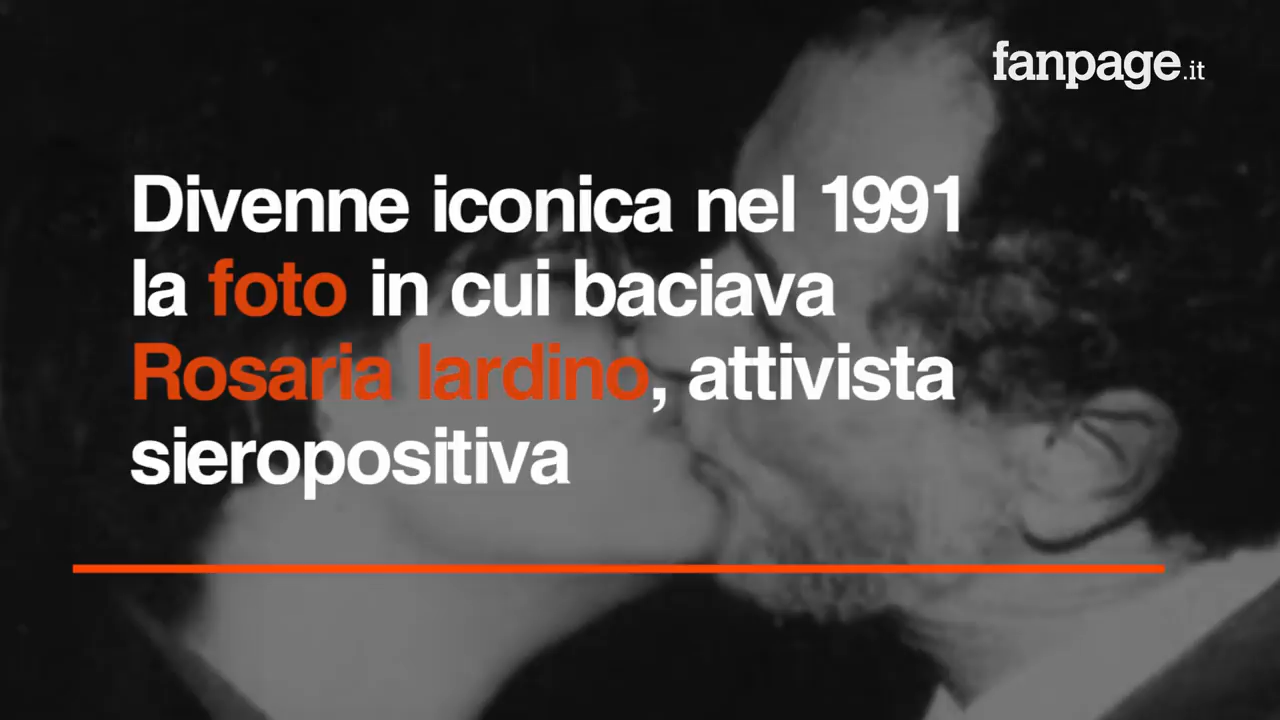 fanpage.it
Divenne iconica nel 1991
la foto in cui baciava
Rosaria Iardino, attivista
sieropositiva